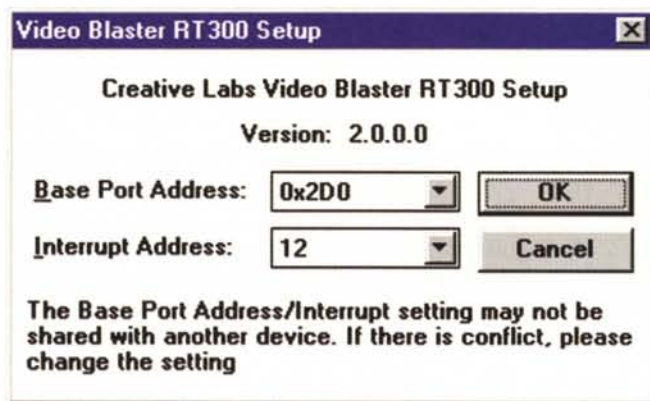 Video Blaster RT300 Setup
Creative Labs Video Blaster RT300 Setup
Version: 2.0.0.0
Base Port Address: 0x2D0 OK
Interrupt Address: 12 Cancel
The Base Port Address/Interrupt setting may not be
shared with another device. If there is conflict, please
change the setting